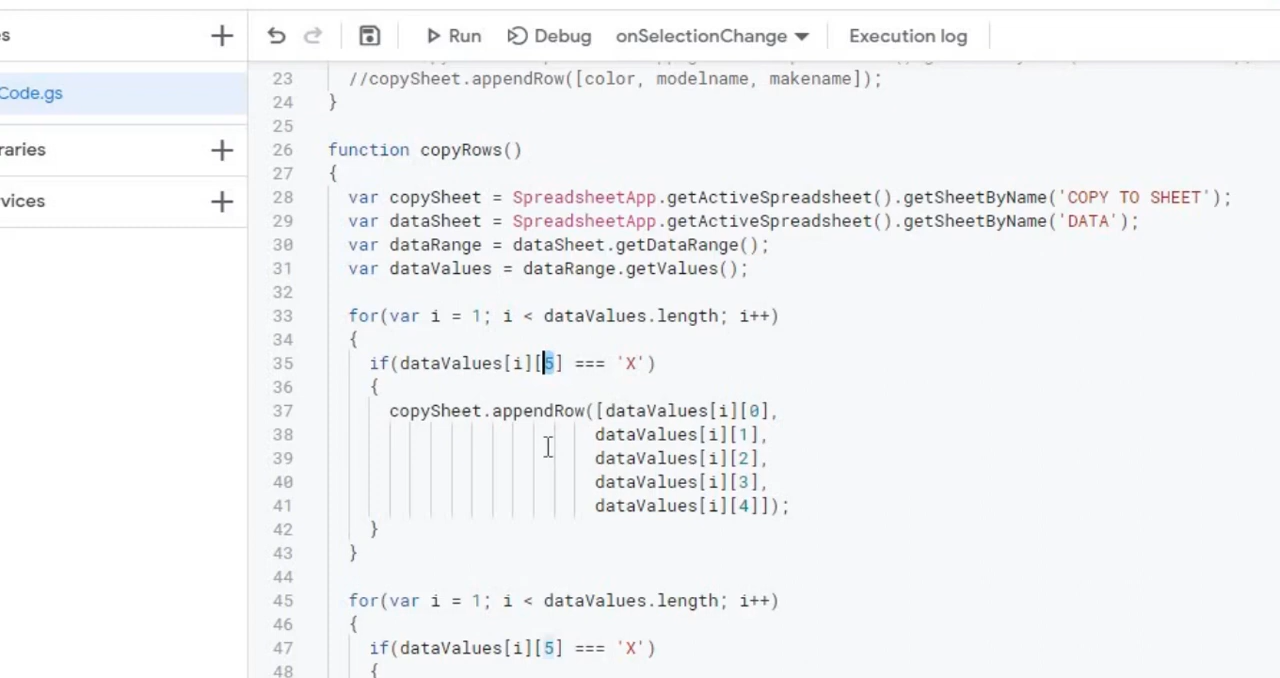 s
Run Debug onSelectionChange Execution log
Code.gs
raries
vices
23 //copySheet.appendRow([color, modelname, makename]);
24 }
25
26 function copyRows()
27 {
28 var copySheet = SpreadsheetApp.getActiveSpreadsheet().getSheetByName('COPY TO SHEET');
29 var dataSheet = SpreadsheetApp.getActiveSpreadsheet().getSheetByName('DATA');
30 var dataRange = dataSheet.getDataRange();
31 var dataValues = dataRange.getValues();
32
33 for(var i = 1; i < dataValues.length; i++)
34 {
35 if(dataValues[i][5] === 'X')
36 {
37 copySheet.appendRow([dataValues[i][0],
38 dataValues[i][1],
39 dataValues[i][2],
40 dataValues[i][3],
41 dataValues[i][4]]);
42 }
43 }
44
45 for(var i = 1; i < dataValues.length; i++)
46 {
47 if(dataValues[i][5] === 'X')
48 {